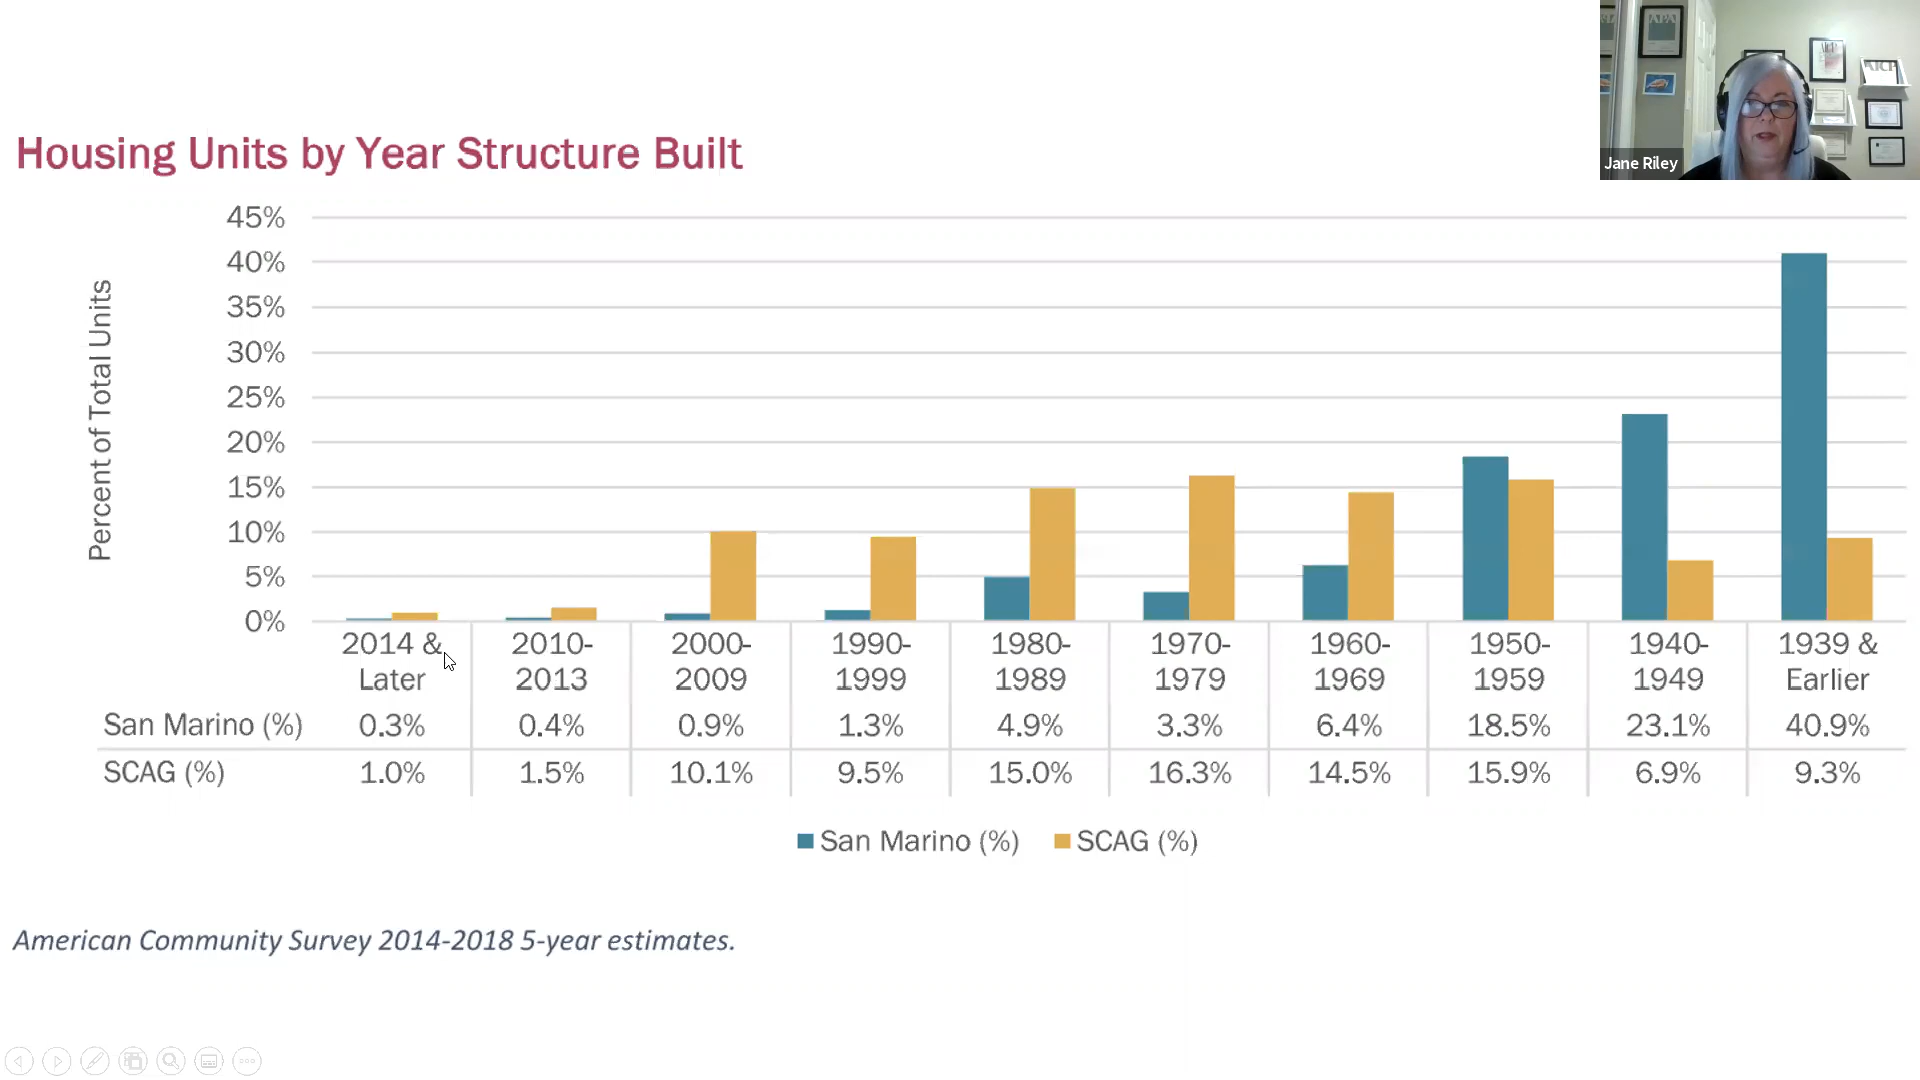 APA
AICP
Jane Riley
Housing Units by Year Structure Built
Percent of Total Units
45%
40%
35%
30%
25%
20%
15%
10%
5%
0%
2014 & Later
2010-2013
2000-2009
1990-1999
1980-1989
1970-1979
1960-1969
1950-1959
1940-1949
1939 & Earlier
San Marino (%) 0.3% 0.4% 0.9% 1.3% 4.9% 3.3% 6.4% 18.5% 23.1% 40.9%
SCAG (%) 1.0% 1.5% 10.1% 9.5% 15.0% 16.3% 14.5% 15.9% 6.9% 9.3%
San Marino (%) SCAG (%)
American Community Survey 2014-2018 5-year estimates.